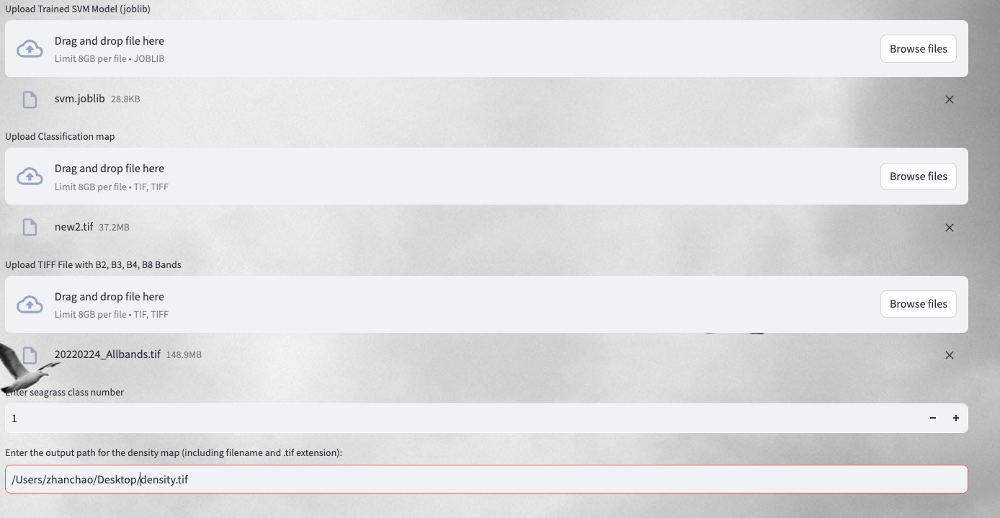 Upload Trained SVM Model (joblib)
Drag and drop file here
Limit 8GB per file • JOBLIB
Browse files
svm.joblib 28.8KB
Upload Classification map
Drag and drop file here
Limit 8GB per file • TIF, TIFF
Browse files
new2.tif 37.2MB
Upload TIFF File with B2, B3, B4, B8 Bands
Drag and drop file here
Limit 8GB per file • TIF, TIFF
Browse files
20220224_Allbands.tif 148.9MB
Enter seagrass class number
1
Enter the output path for the density map (including filename and .tif extension):
/Users/zhanchao/Desktop/density.tif